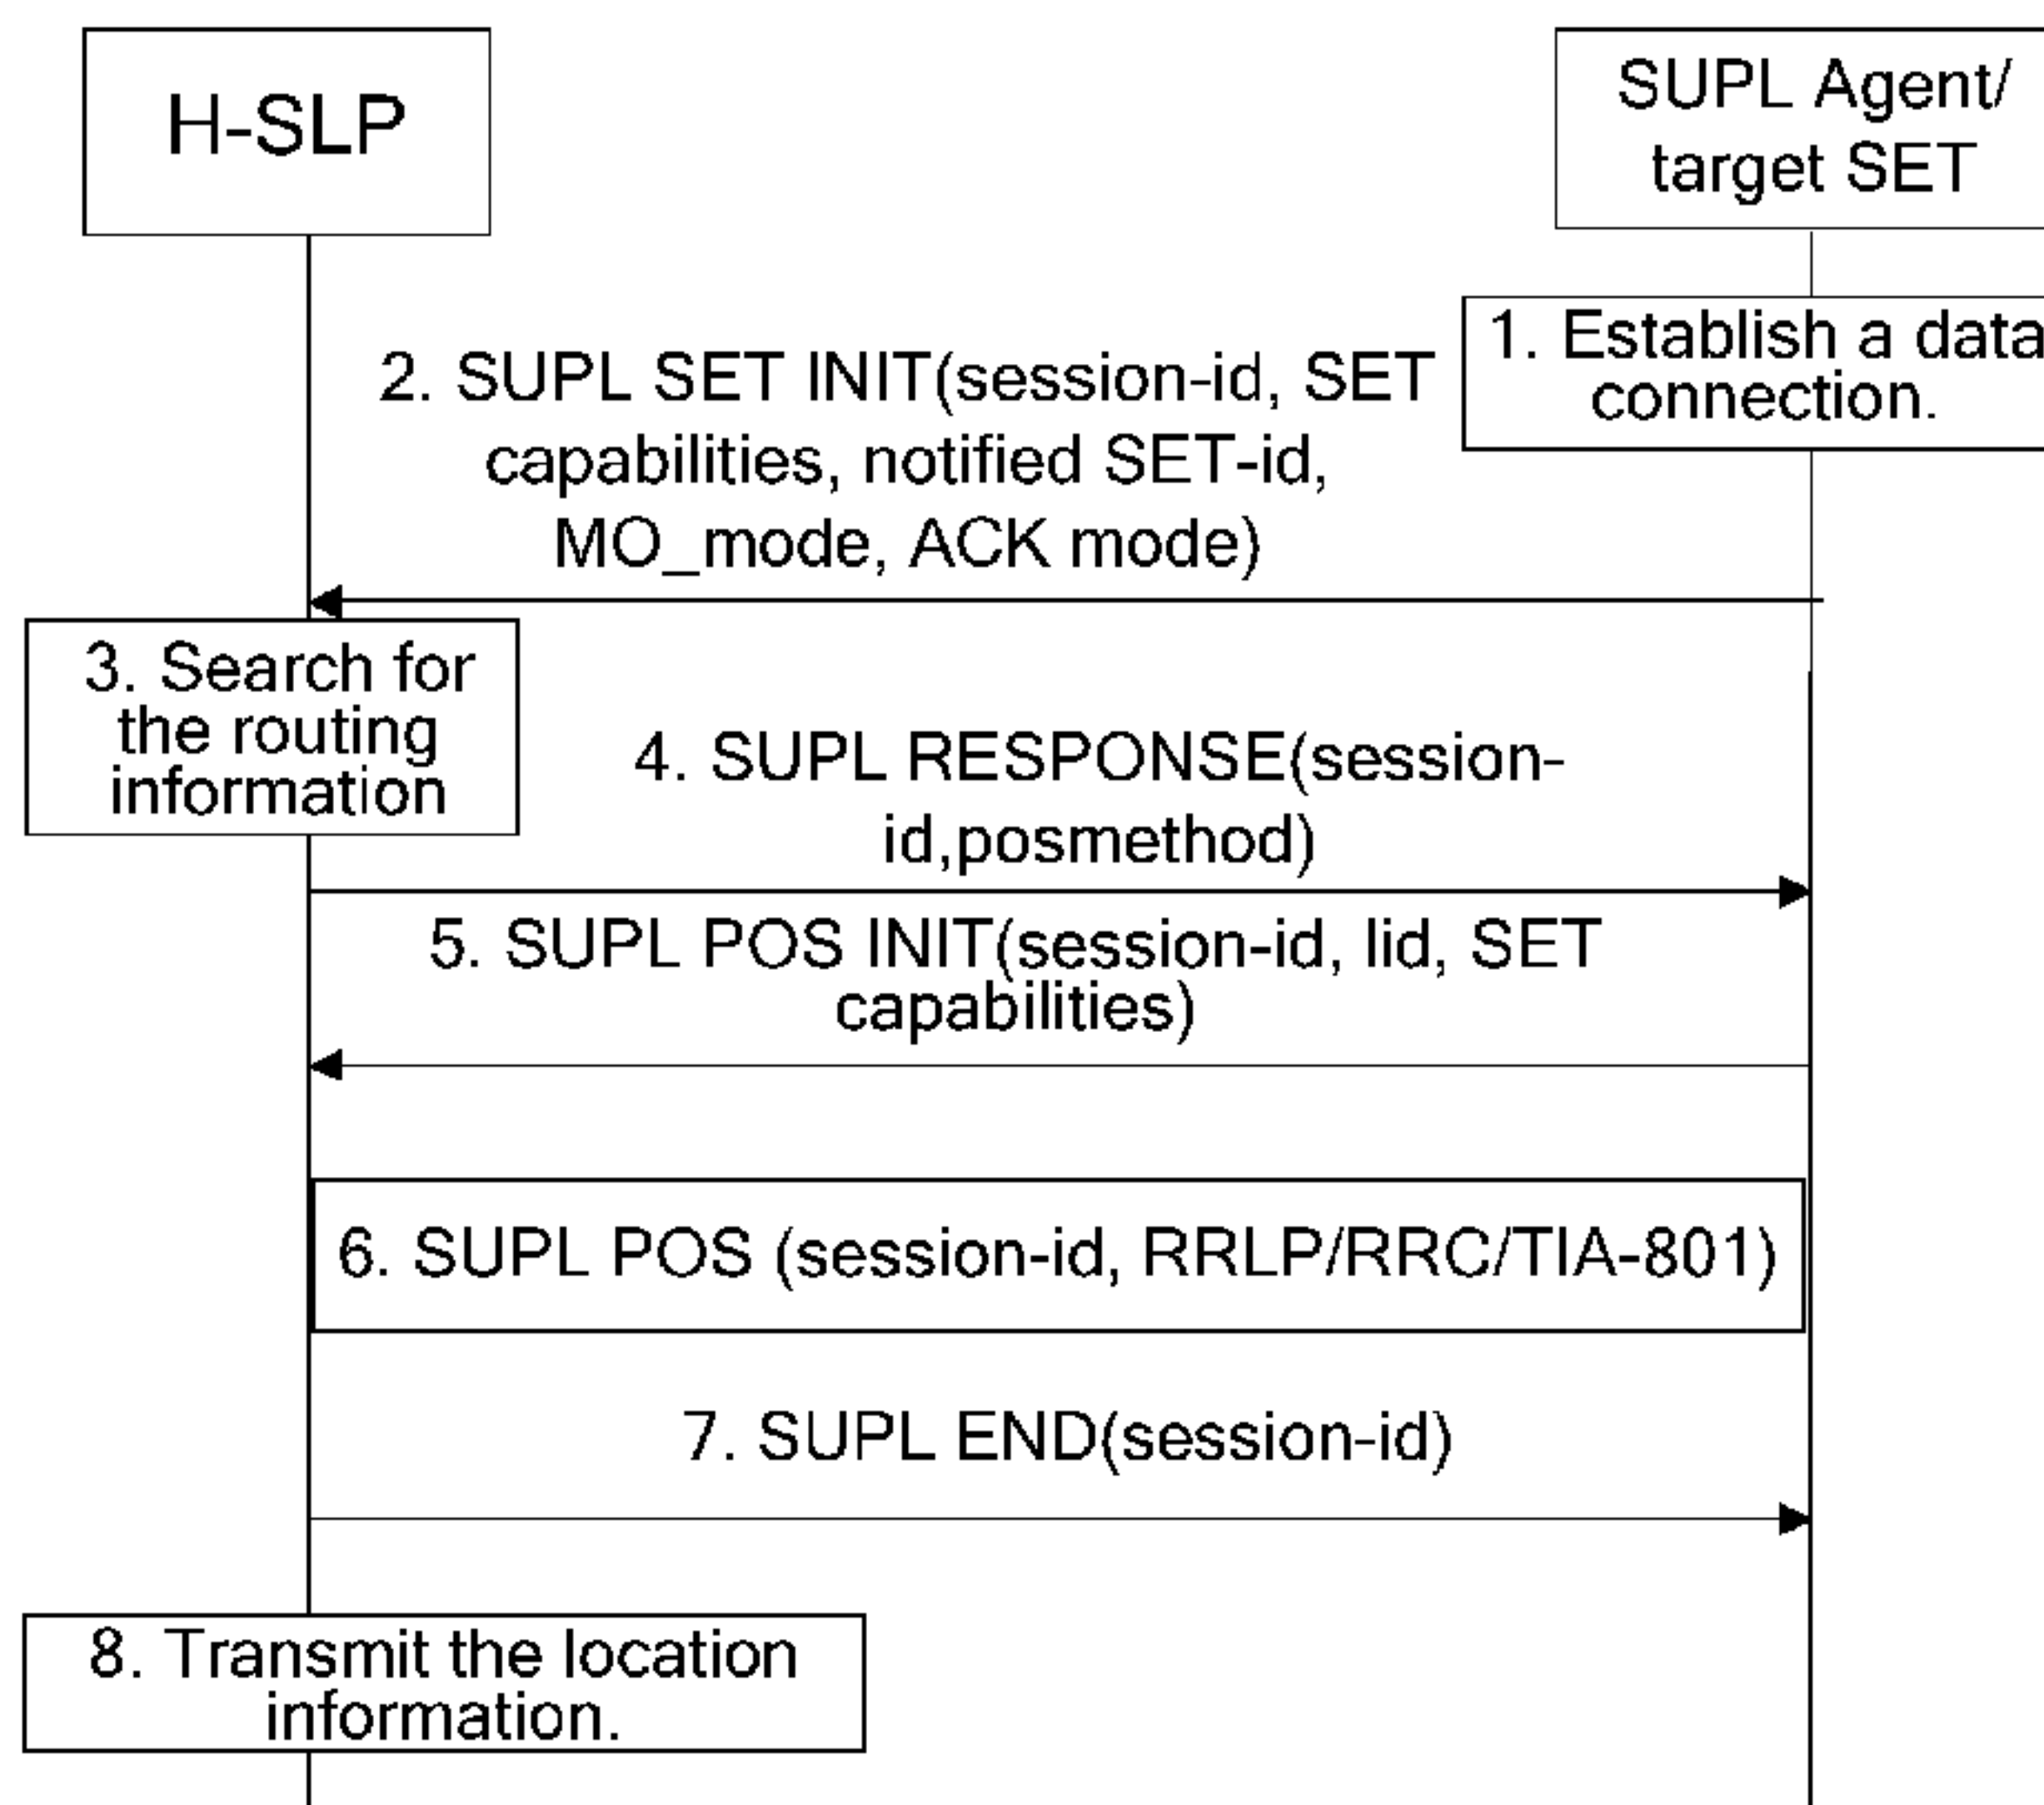 H-SLP
SUPL Agent/
target SET
1. Establish a data
connection.
2. SUPL SET INIT(session-id, SET
capabilities, notified SET-id,
MO_mode, ACK mode)
3. Search for
the routing
information
4. SUPL RESPONSE(session-
id,posmethod)
5. SUPL POS INIT(session-id, lid, SET
capabilities)
6. SUPL POS (session-id, RRLP/RRC/TIA-801)
7. SUPL END(session-id)
8. Transmit the location
information.